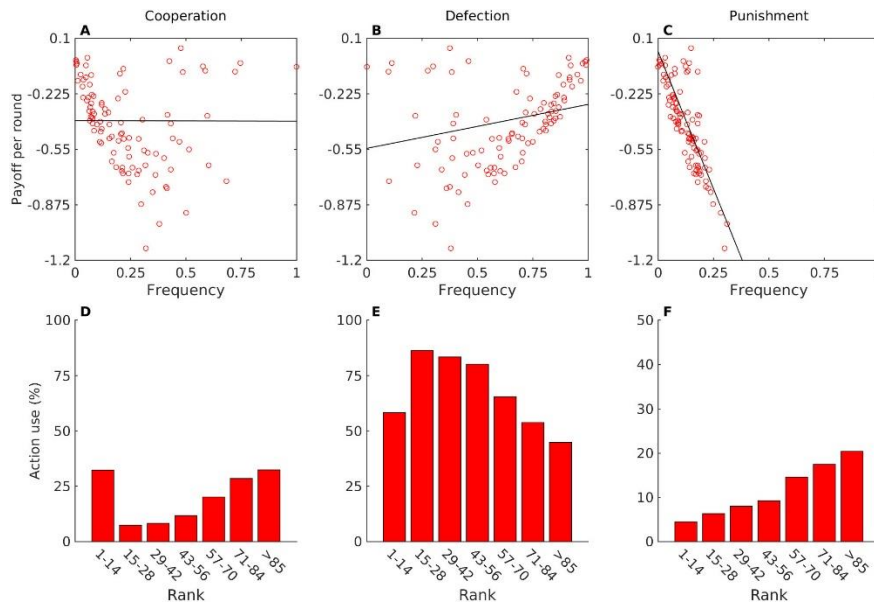 Cooperation
Defection
Punishment
A
B
C
Payoff per round
0.1
-0.225
-0.55
-0.875
-1.2
0 0.25 0.5 0.75 1
Frequency
0.1
-0.225
-0.55
-0.875
-1.2
0 0.25 0.5 0.75 1
Frequency
0.1
-0.225
-0.55
-0.875
-1.2
0 0.25 0.5 0.75
Frequency
D
E
F
Action use (%)
100
75
50
25
0
1-14 15-28 29-42 43-56 57-70 71-84 >85
Rank
100
75
50
25
0
1-14 15-28 29-42 43-56 57-70 71-84 >85
Rank
50
40
30
20
10
0
1-14 15-28 29-42 43-56 57-70 71-84 >85
Rank